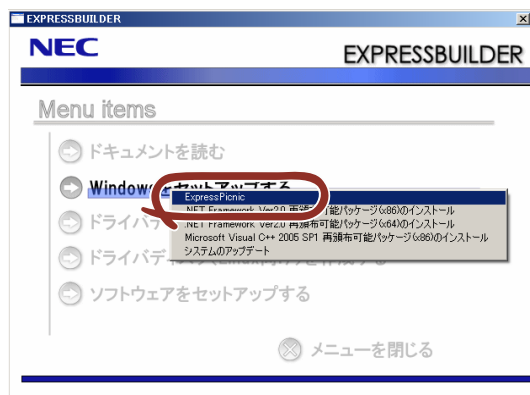 EXPRESSBUILDER
NEC
EXPRESSBUILDER
Menu items
ドキュメントを読む
Windowsをセットアップする
ExpressPicnic
.NET Framework Ver2.0 再頒布可能パッケージ(x86)のインストール
ドライバデ
.NET Framework Ver2.0 再頒布可能パッケージ(x64)のインストール
Microsoft Visual C++ 2005 SP1 再頒布可能パッケージ(x86)のインストール
ドライバデ
システムのアップデート
ソフトウェアをセットアップする
メニューを閉じる